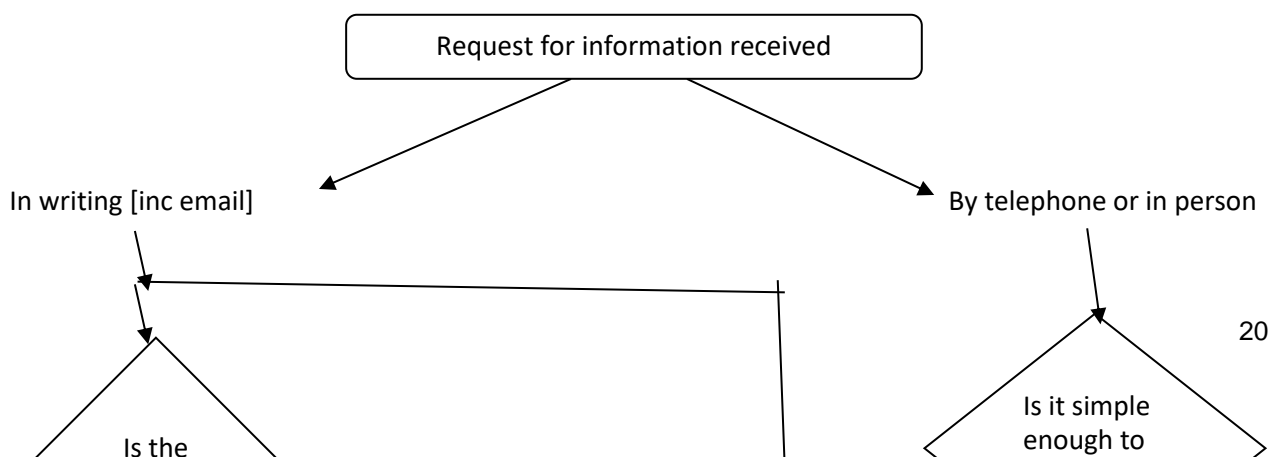 Request for information received
In writing [inc email]
By telephone or in person
20
Is it simple
enough to
Is the